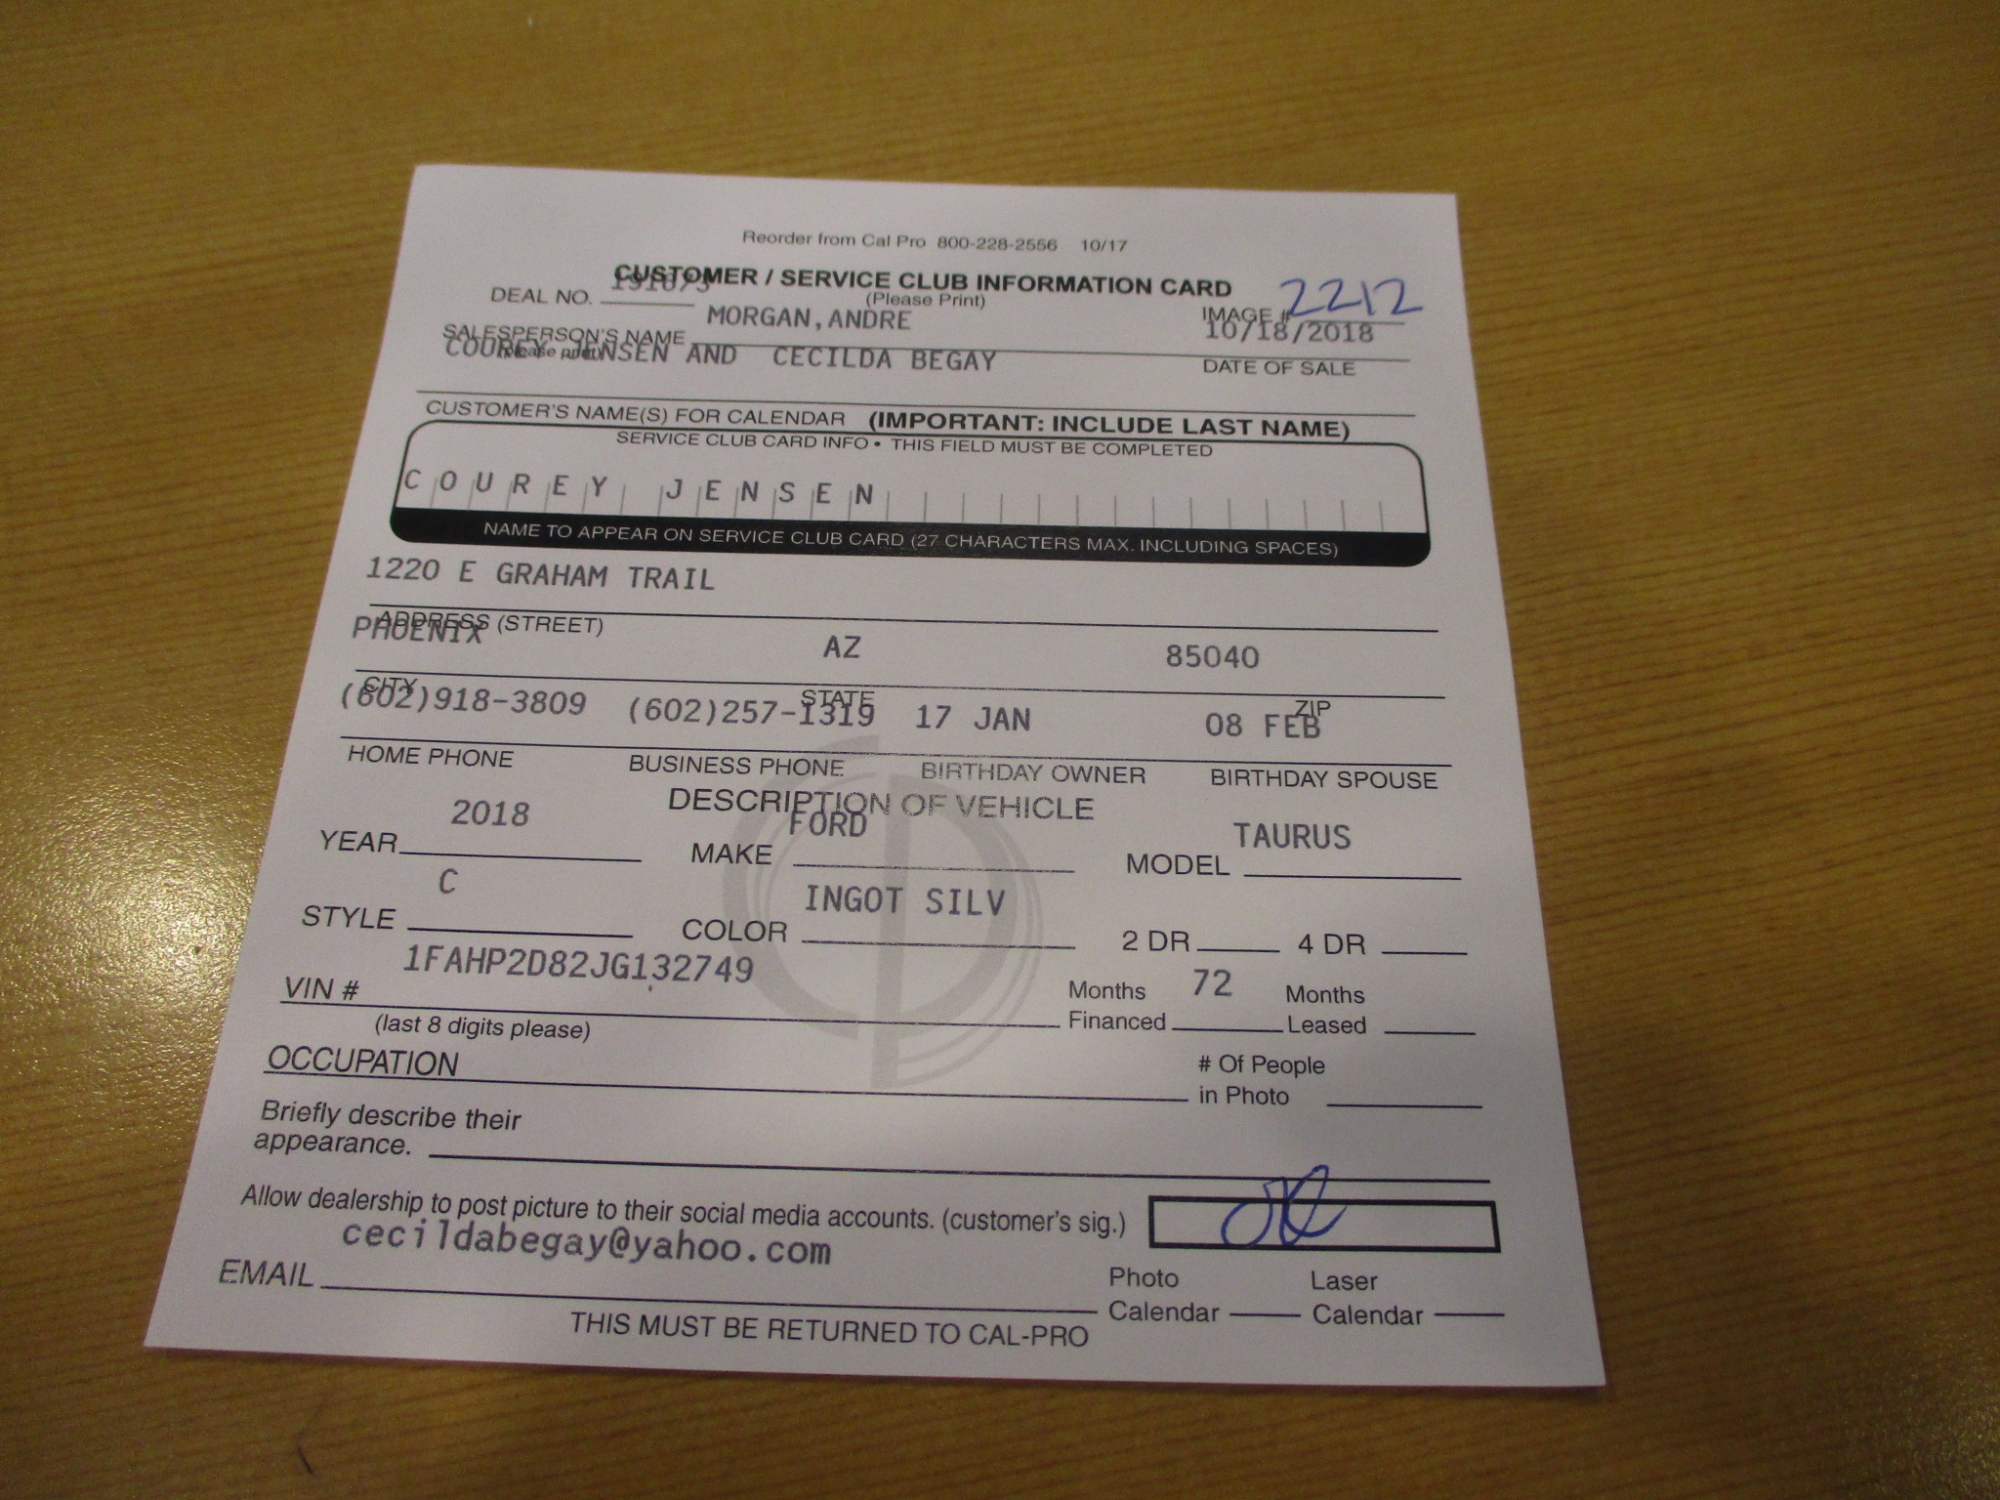 Reorder from Cal Pro 800-228-2556 10/17
CUSTOMER / SERVICE CLUB INFORMATION CARD
(Please Print)
DEAL NO. 191673 IMAGE # 2212
SALESPERSON'S NAME MORGAN,ANDRE 10/18/2018
(please print) DATE OF SALE
COUREY JENSEN AND CECILDA BEGAY
CUSTOMER'S NAME(S) FOR CALENDAR (IMPORTANT: INCLUDE LAST NAME)
SERVICE CLUB CARD INFO • THIS FIELD MUST BE COMPLETED
COUREY JENSEN
NAME TO APPEAR ON SERVICE CLUB CARD (27 CHARACTERS MAX. INCLUDING SPACES)
1220 E GRAHAM TRAIL
ADDRESS (STREET)
PHOENIX AZ 85040
CITY STATE ZIP
(602)918-3809 (602)257-1319 17 JAN 08 FEB
HOME PHONE BUSINESS PHONE BIRTHDAY OWNER BIRTHDAY SPOUSE
DESCRIPTION OF VEHICLE
YEAR 2018 MAKE FORD MODEL TAURUS
STYLE C COLOR INGOT SILV 2 DR 4 DR
VIN # 1FAHP2D82JG132749 Months Financed 72 Months Leased
(last 8 digits please)
OCCUPATION # Of People in Photo
Briefly describe their
appearance.
Allow dealership to post picture to their social media accounts. (customer's sig.)
EMAIL cecildabegay@yahoo.com Photo Calendar Laser Calendar
THIS MUST BE RETURNED TO CAL-PRO